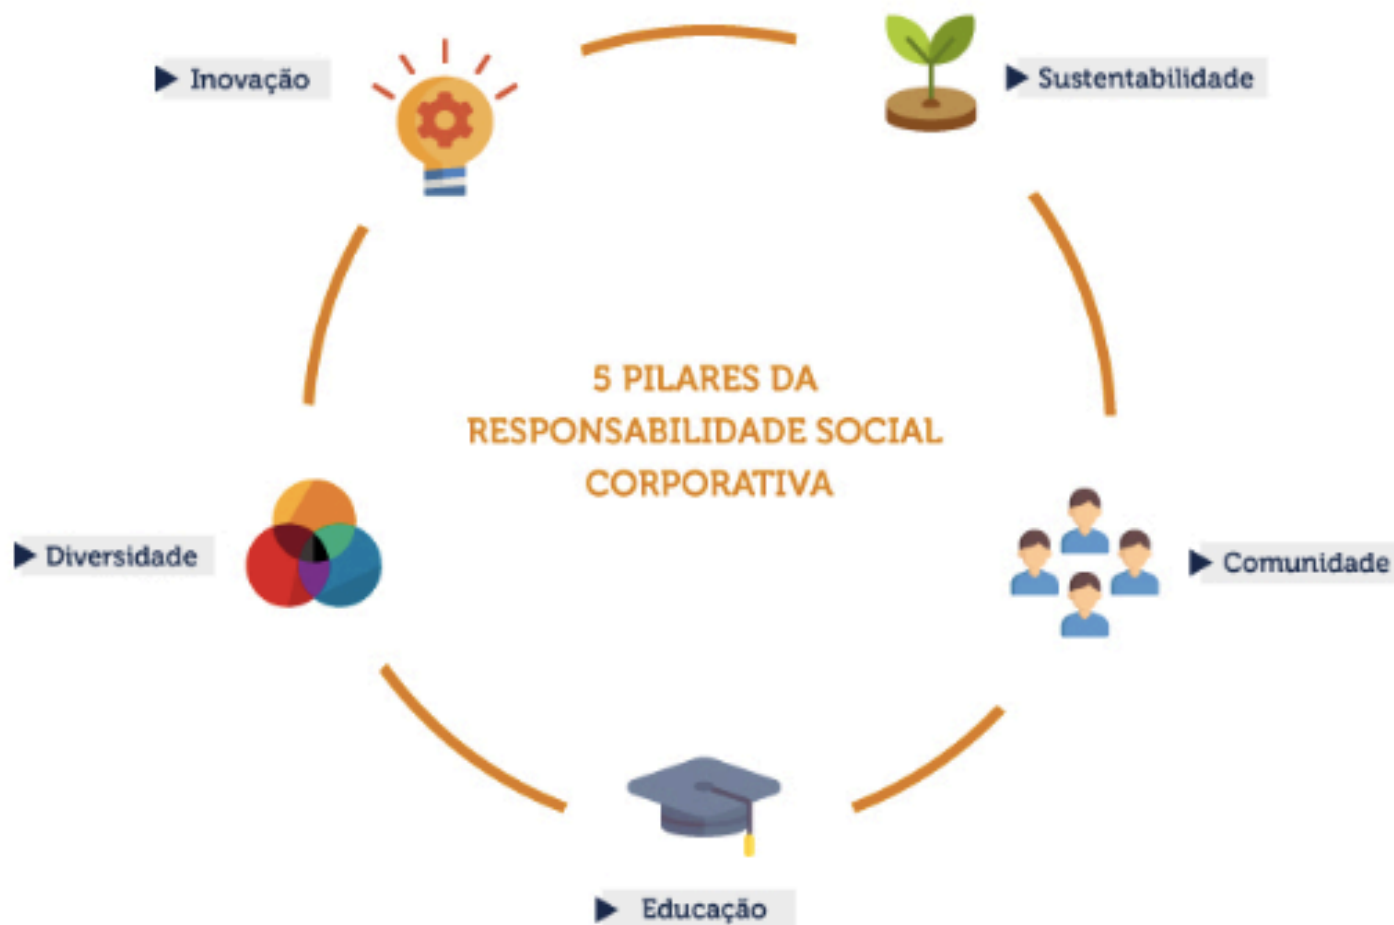 Inovação
Sustentabilidade
5 PILARES DA
RESPONSABILIDADE SOCIAL
CORPORATIVA
Diversidade
Comunidade
Educação